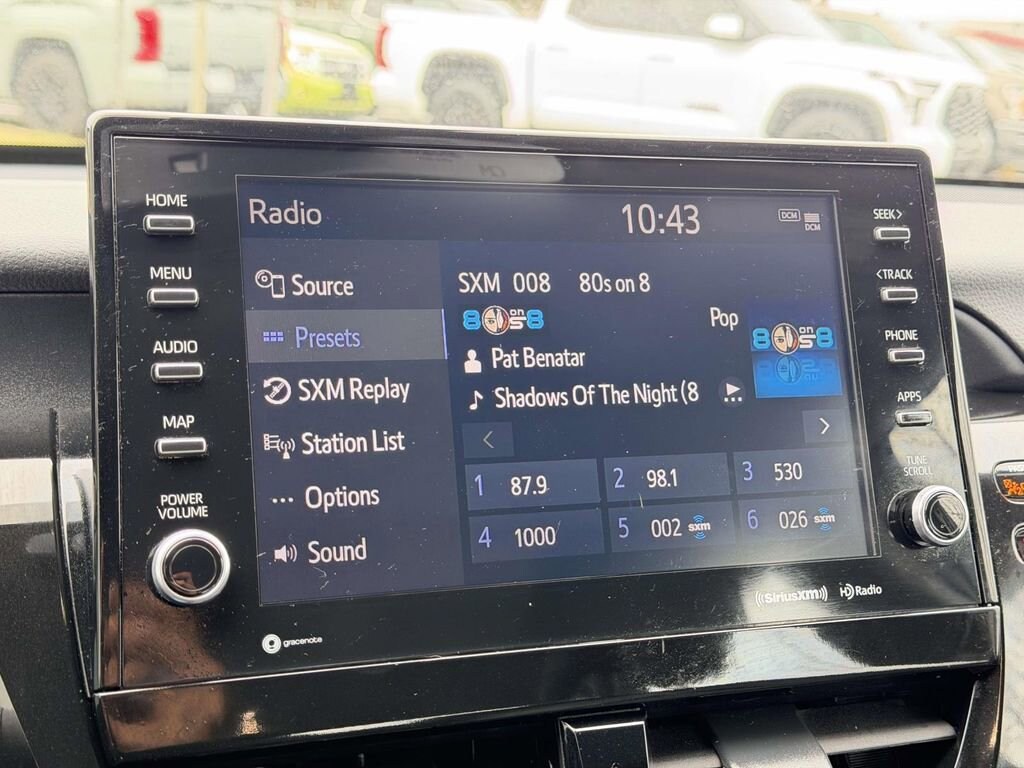 HOME
MENU
AUDIO
MAP
POWER
VOLUME
Radio
10:43
DCM
DCM
Source
Presets
SXM Replay
Station List
Options
Sound
SXM 008 80s on 8
8on8
Pop
8on8
Pat Benatar
Shadows Of The Night (8
1 87.9
2 98.1
3 530
4 1000
5 002 sxm
6 026 sxm
SEEK>
<TRACK
PHONE
APPS
TUNE
SCROLL
gracenote
((SiriusXM))
HD Radio